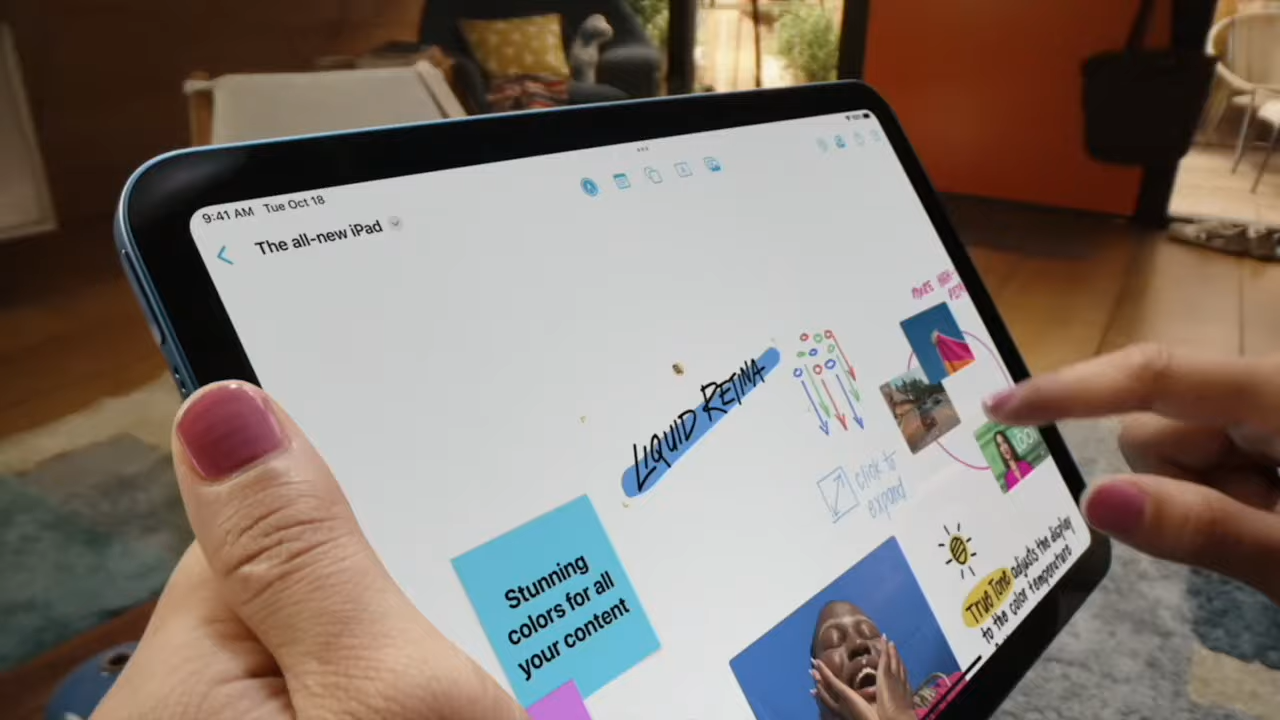 9:41 AM Tue Oct 18
The all-new iPad
LIQUID RETINA
click to
expand
Stunning
colors for all
your content
True Tone adjusts the display
to the color temperature